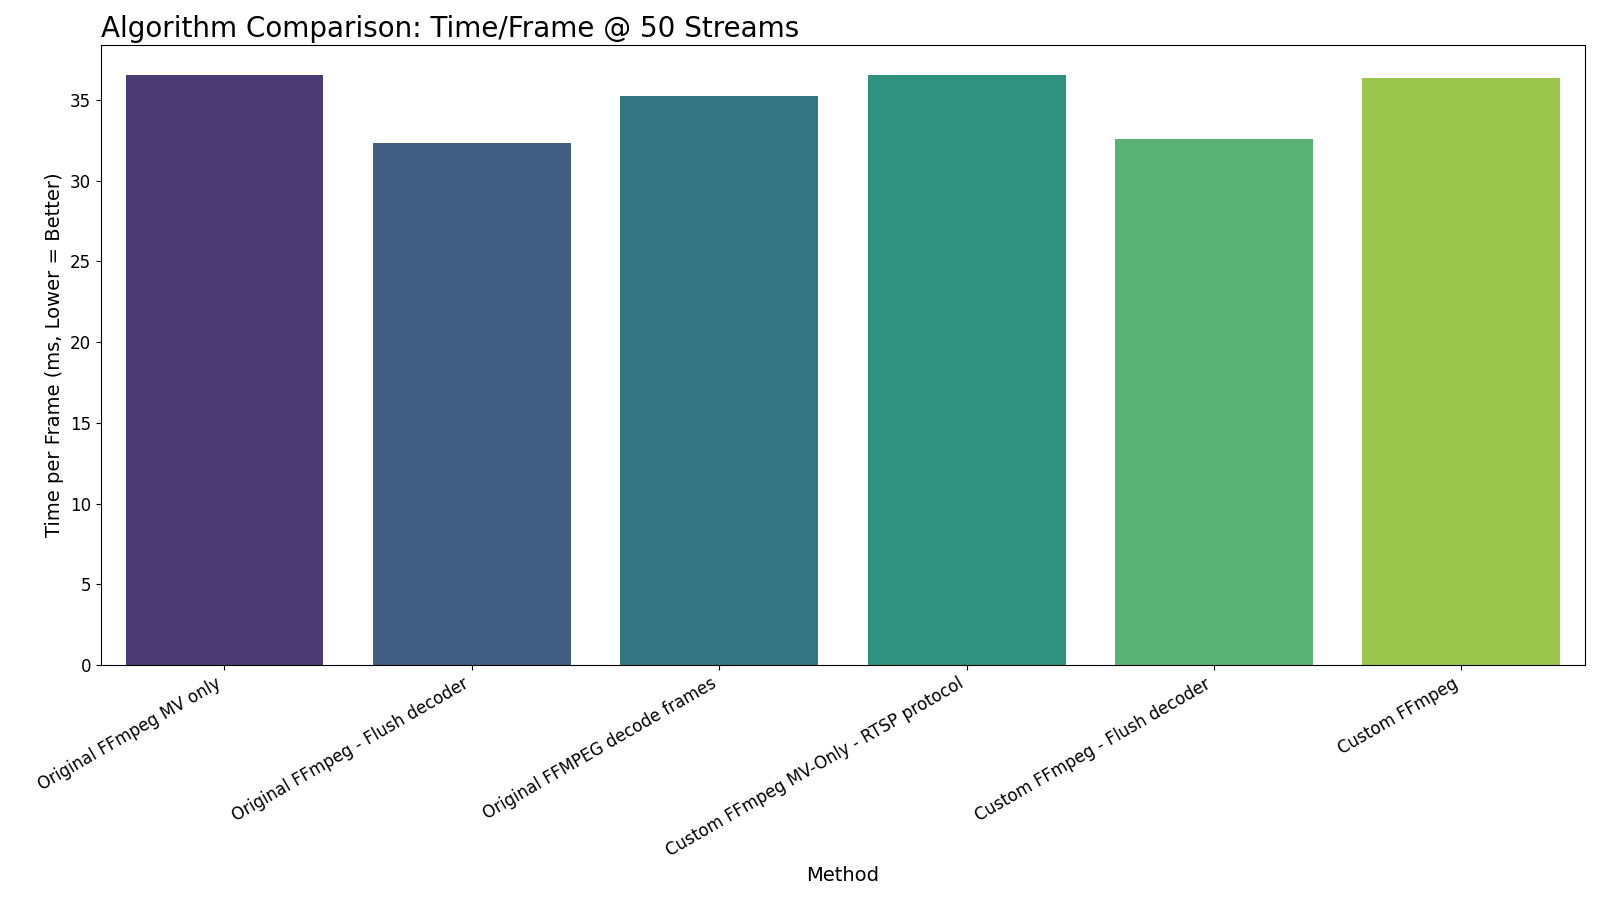 Algorithm Comparison: Time/Frame @ 50 Streams
Time per Frame (ms, Lower = Better)
35
30
25
20
15
10
5
0
Original FFmpeg MV only
Original FFmpeg - Flush decoder
Original FFMPEG decode frames
Custom FFmpeg MV-Only - RTSP protocol
Custom FFmpeg - Flush decoder
Custom FFmpeg
Method